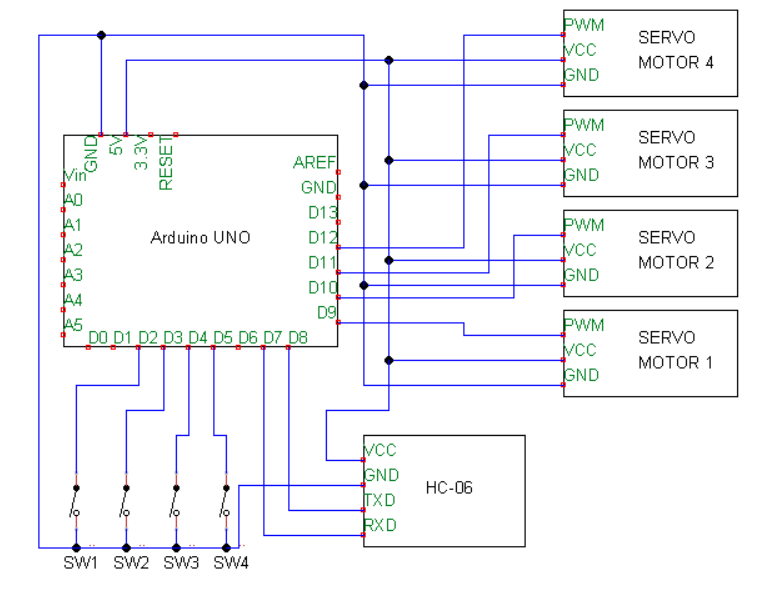 PWM
VCC
GND
SERVO
MOTOR 4
PWM
VCC
GND
SERVO
MOTOR 3
PWM
VCC
GND
SERVO
MOTOR 2
PWM
VCC
GND
SERVO
MOTOR 1
GND
5V
3.3V
RESET
Vin
A0
A1
A2
A3
A4
A5
Arduino UNO
AREF
GND
D13
D12
D11
D10
D9
D0 D1 D2 D3 D4 D5 D6 D7 D8
VCC
GND
TXD
RXD
HC-06
SW1 SW2 SW3 SW4